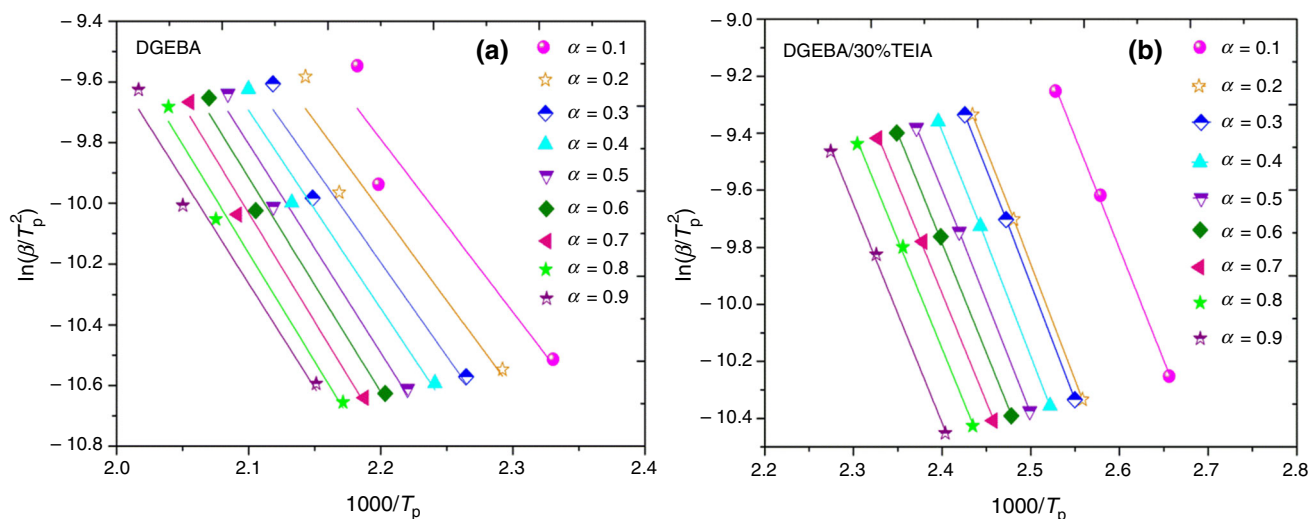 (a)
DGEBA
ln(β/T_p^2)
− 9.4
− 9.6
− 9.8
− 10.0
− 10.2
− 10.4
− 10.6
− 10.8
2.0 2.1 2.2 2.3 2.4
1000/T_p
α = 0.1
α = 0.2
α = 0.3
α = 0.4
α = 0.5
α = 0.6
α = 0.7
α = 0.8
α = 0.9
(b)
DGEBA/30%TEIA
ln(β/T_p^2)
− 9.0
− 9.2
− 9.4
− 9.6
− 9.8
− 10.0
− 10.2
− 10.4
2.2 2.3 2.4 2.5 2.6 2.7 2.8
1000/T_p
α = 0.1
α = 0.2
α = 0.3
α = 0.4
α = 0.5
α = 0.6
α = 0.7
α = 0.8
α = 0.9